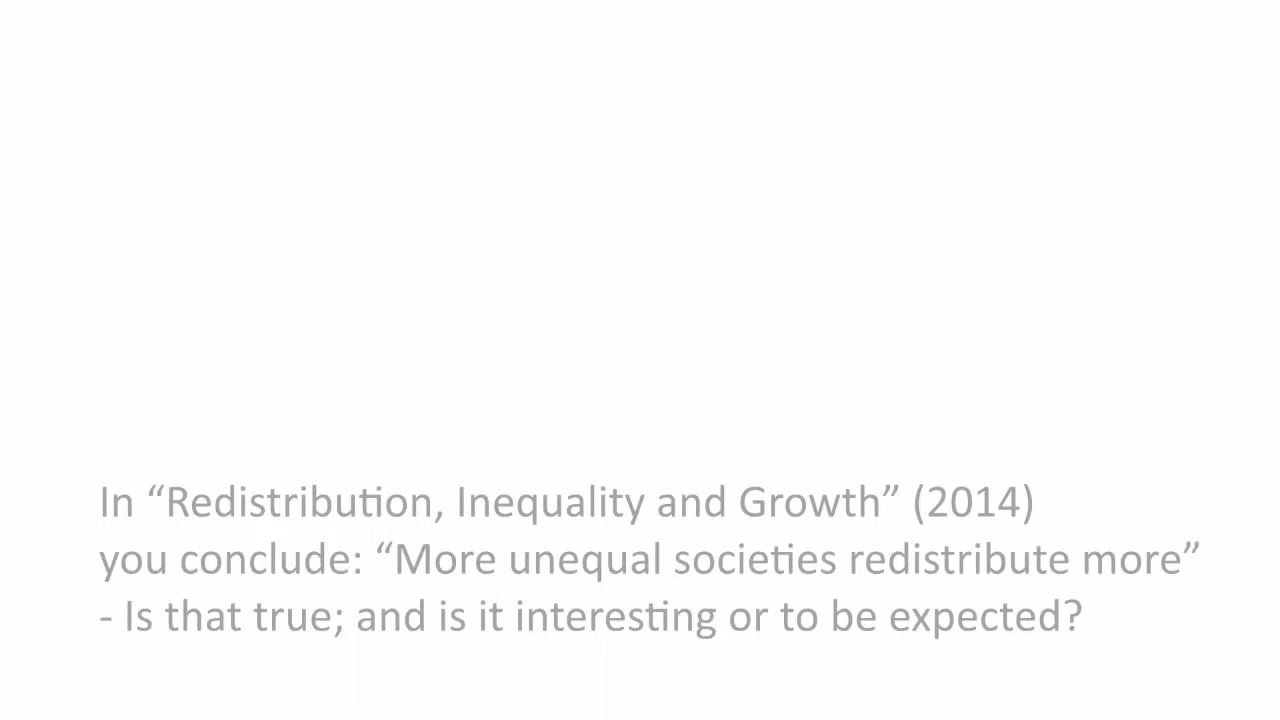 In “Redistribution, Inequality and Growth” (2014)
you conclude: “More unequal societies redistribute more”
- Is that true; and is it interesting or to be expected?